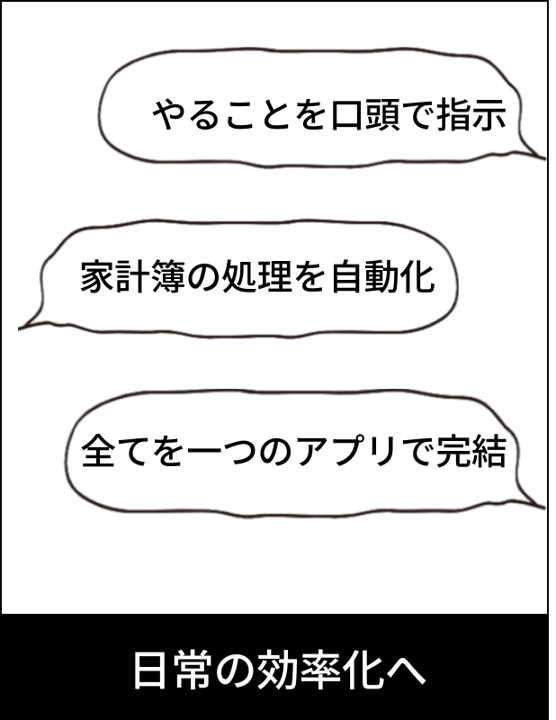 やることを口頭で指示
家計簿の処理を自動化
全てを一つのアプリで完結
日常の効率化へ